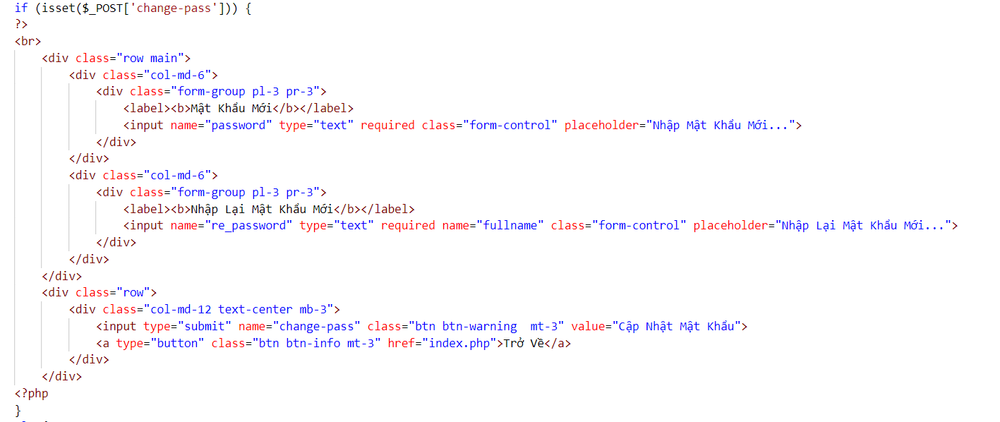 if (isset($_POST['change-pass'])) {
?>
<br>
<div class="row main">
<div class="col-md-6">
<div class="form-group pl-3 pr-3">
<label><b>Mật Khẩu Mới</b></label>
<input name="password" type="text" required class="form-control" placeholder="Nhập Mật Khẩu Mới...">
</div>
</div>
<div class="col-md-6">
<div class="form-group pl-3 pr-3">
<label><b>Nhập Lại Mật Khẩu Mới</b></label>
<input name="re_password" type="text" required name="fullname" class="form-control" placeholder="Nhập Lại Mật Khẩu Mới...">
</div>
</div>
</div>
<div class="row">
<div class="col-md-12 text-center mb-3">
<input type="submit" name="change-pass" class="btn btn-warning  mt-3" value="Cập Nhật Mật Khẩu">
<a type="button" class="btn btn-info mt-3" href="index.php">Trở Về</a>
</div>
</div>
<?php
}